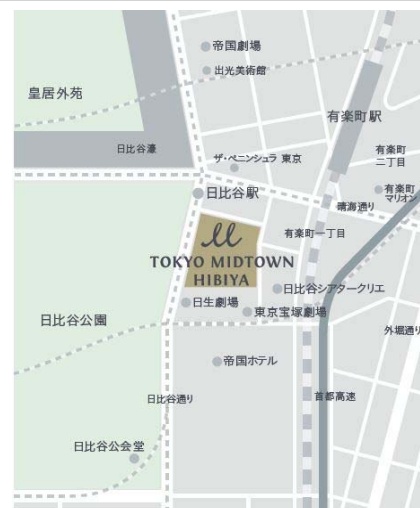 帝国劇場
出光美術館
皇居外苑
有楽町駅
日比谷濠
ザ・ペニンシュラ 東京
有楽町
二丁目
日比谷駅
有楽町
マリオン
晴海通り
有楽町一丁目
TOKYO MIDTOWN
HIBIYA
日比谷シアタークリエ
日生劇場
東京宝塚劇場
日比谷公園
外堀通り
帝国ホテル
日比谷通り
首都高速
日比谷公会堂